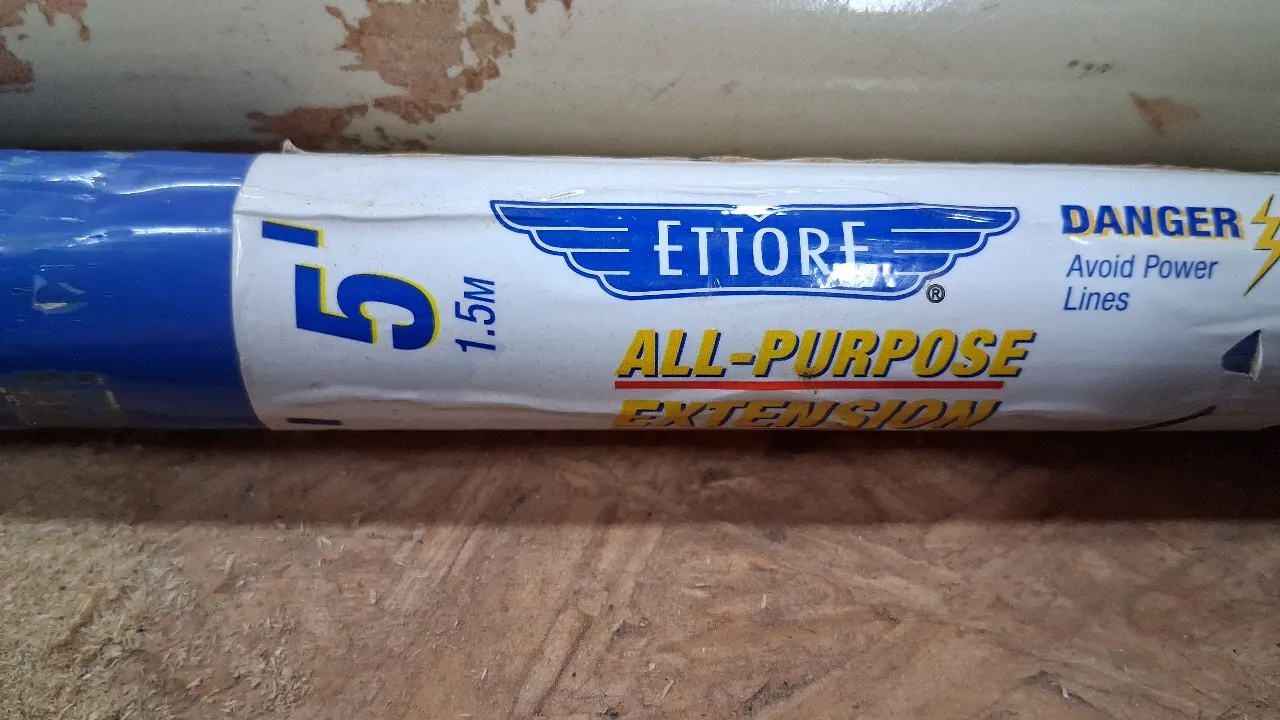 5'
1.5M
ETTORE
®
ALL-PURPOSE
EXTENSION
DANGER
Avoid Power
Lines